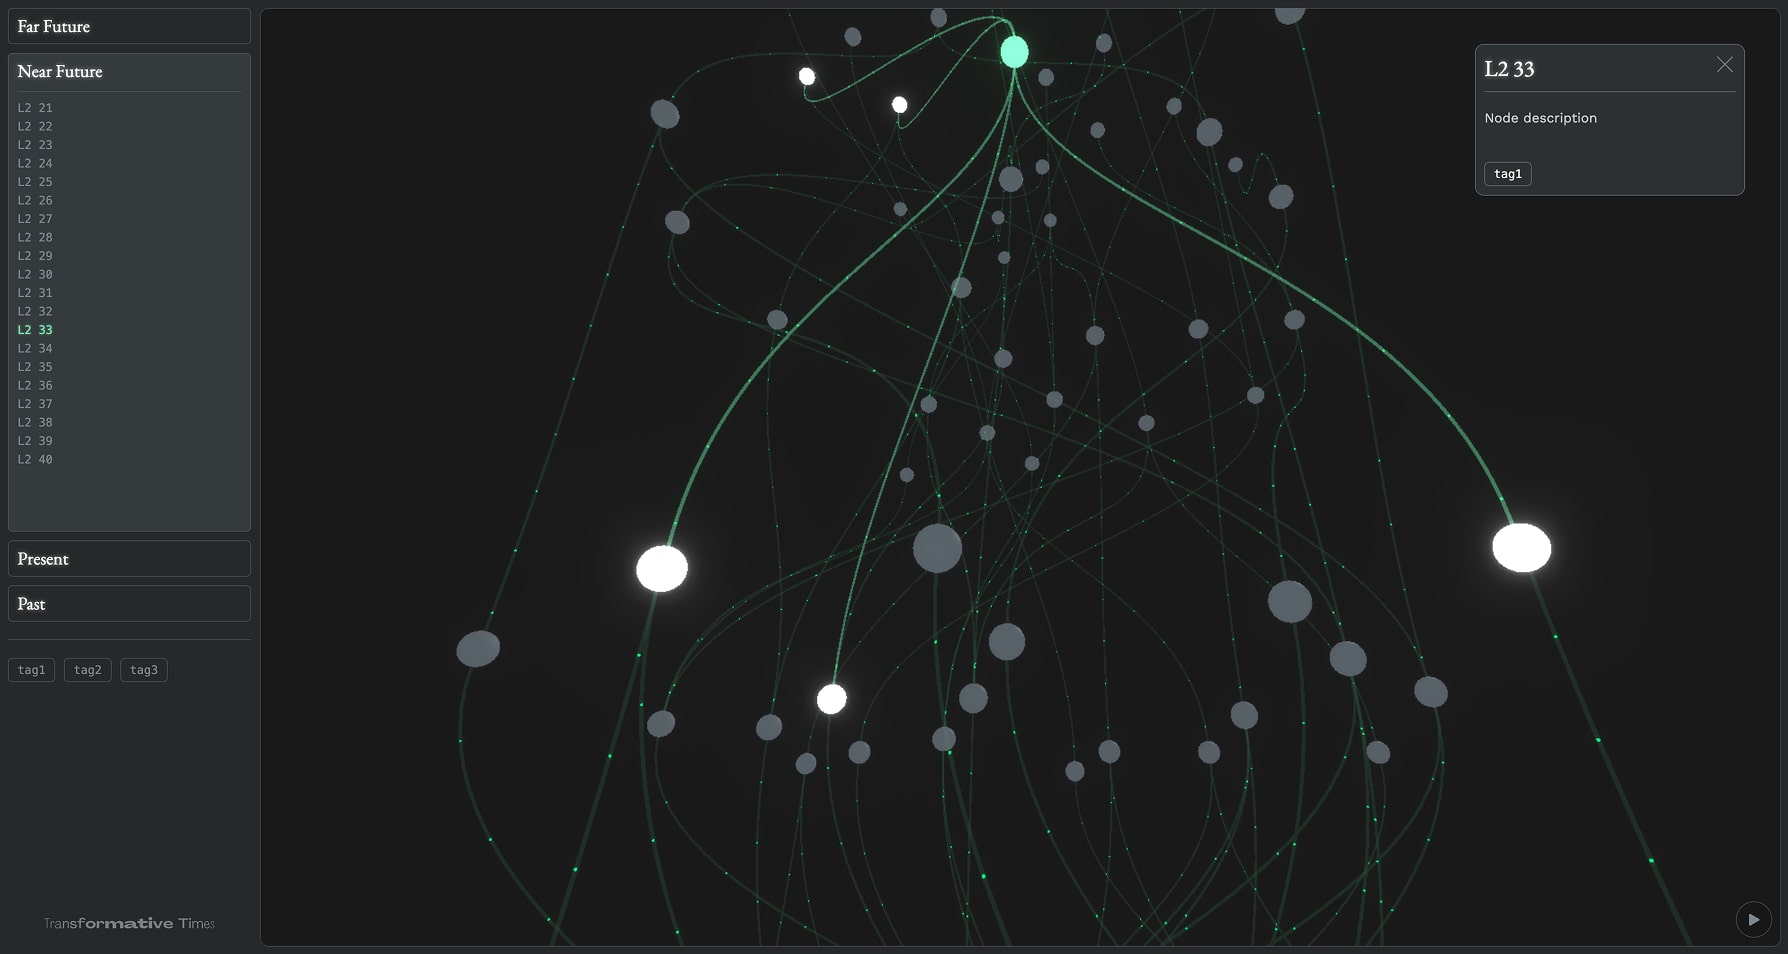 Far Future
Near Future
L2 21
L2 22
L2 23
L2 24
L2 25
L2 26
L2 27
L2 28
L2 29
L2 30
L2 31
L2 32
L2 33
L2 34
L2 35
L2 36
L2 37
L2 38
L2 39
L2 40
Present
Past
tag1 tag2 tag3
Transformative Times
L2 33
Node description
tag1